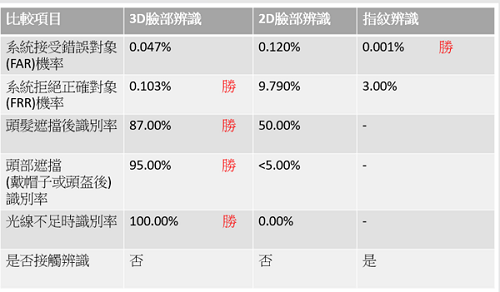 比較項目 3D臉部辨識 2D臉部辨識 指紋辨識
系統接受錯誤對象 0.047% 0.120% 0.001% 勝
(FAR)機率
系統拒絕正確對象 0.103% 勝 9.790% 3.00%
(FRR)機率
頭髮遮擋後識別率 87.00% 勝 50.00% -
頭部遮擋 95.00% 勝 <5.00% -
(戴帽子或頭盔後)
識別率
光線不足時識別率 100.00% 勝 0.00% -
是否接觸辨識 否 否 是